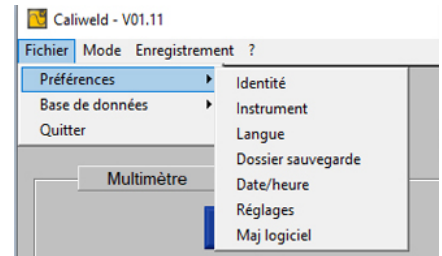 Caliweld - V01.11
Fichier Mode Enregistrement ?
Préférences
Base de données
Quitter
Identité
Instrument
Langue
Dossier sauvegarde
Date/heure
Réglages
Maj logiciel
Multimètre